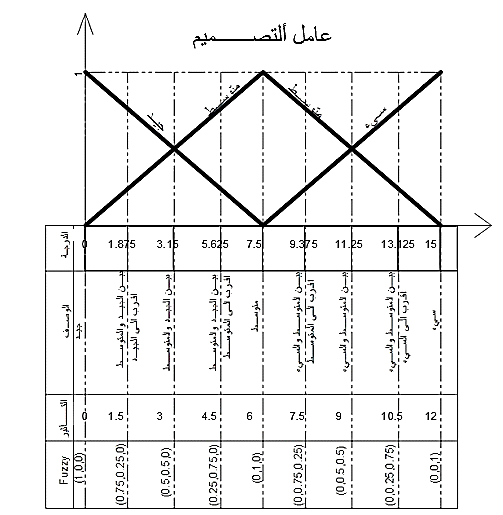 عامل ألتصـــــميم
1
جيد
متوسط
متوسط
سيء
الدرجة
0 1.875 3.15 5.625 7.5 9.375 11.25 13.125 15
الوصف
جيد
بين الجيد والمتوسط
اقرب الى الجيد
بين الجيد والمتوسط
بين الجيد والمتوسط
اقرب الى المتوسط
متوسط
بين المتوسط والسيء
اقرب الى المتوسط
بين المتوسط والسيء
بين المتوسط والسيء
اقرب الى السيء
سيء
0 1.5 3 4.5 6 7.5 9 10.5 12
Fuzzy
(1,0,0)
(0.75,0.25,0)
(0.5,0.5,0)
(0.25,0.75,0)
(0,1,0)
(0,0.75,0.25)
(0,0.5,0.5)
(0,0.25,0.75)
(0,0,1)